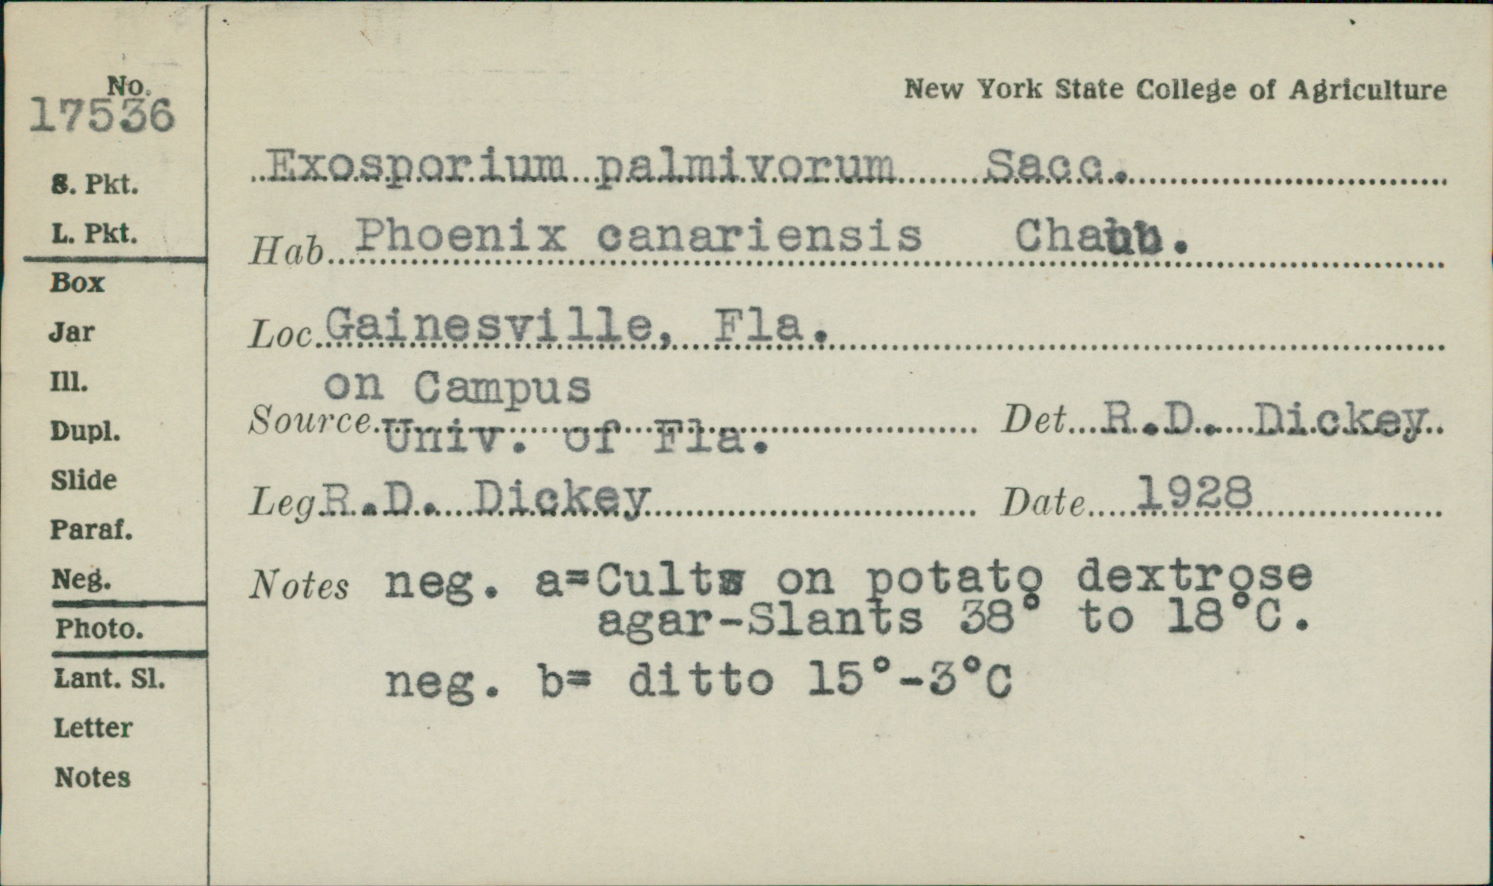 No.
17536
S. Pkt.
L. Pkt.
Box
Jar
Ill.
Dupl.
Slide
Paraf.
Neg.
Photo.
Lant. Sl.
Letter
Notes
New York State College of Agriculture
Exosporium palmivorum Sacc.
Hab Phoenix canariensis Chabb.
Loc. Gainesville, Fla.
on Campus
Source Univ. of Fla. Det. R.D. Dickey
Leg R.D. Dickey Date 1928
Notes neg. a=Cults on potato dextrose
agar-Slants 38° to 18°C.
neg. b= ditto 15°-3°C